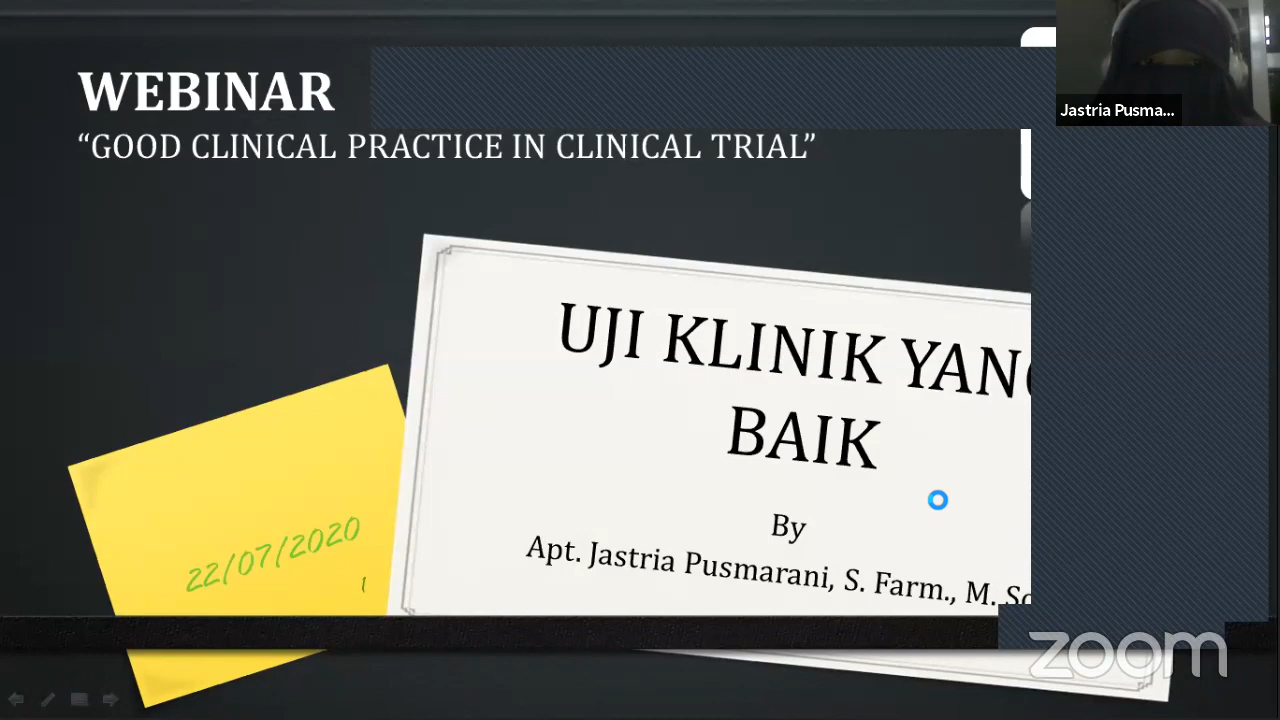 WEBINAR
“GOOD CLINICAL PRACTICE IN CLINICAL TRIAL”
Jastria Pusma...
UJI KLINIK
BAIK
By
Apt. Jastria Pusmarani, S. Farm., M.
22/07/2020
1
zoom